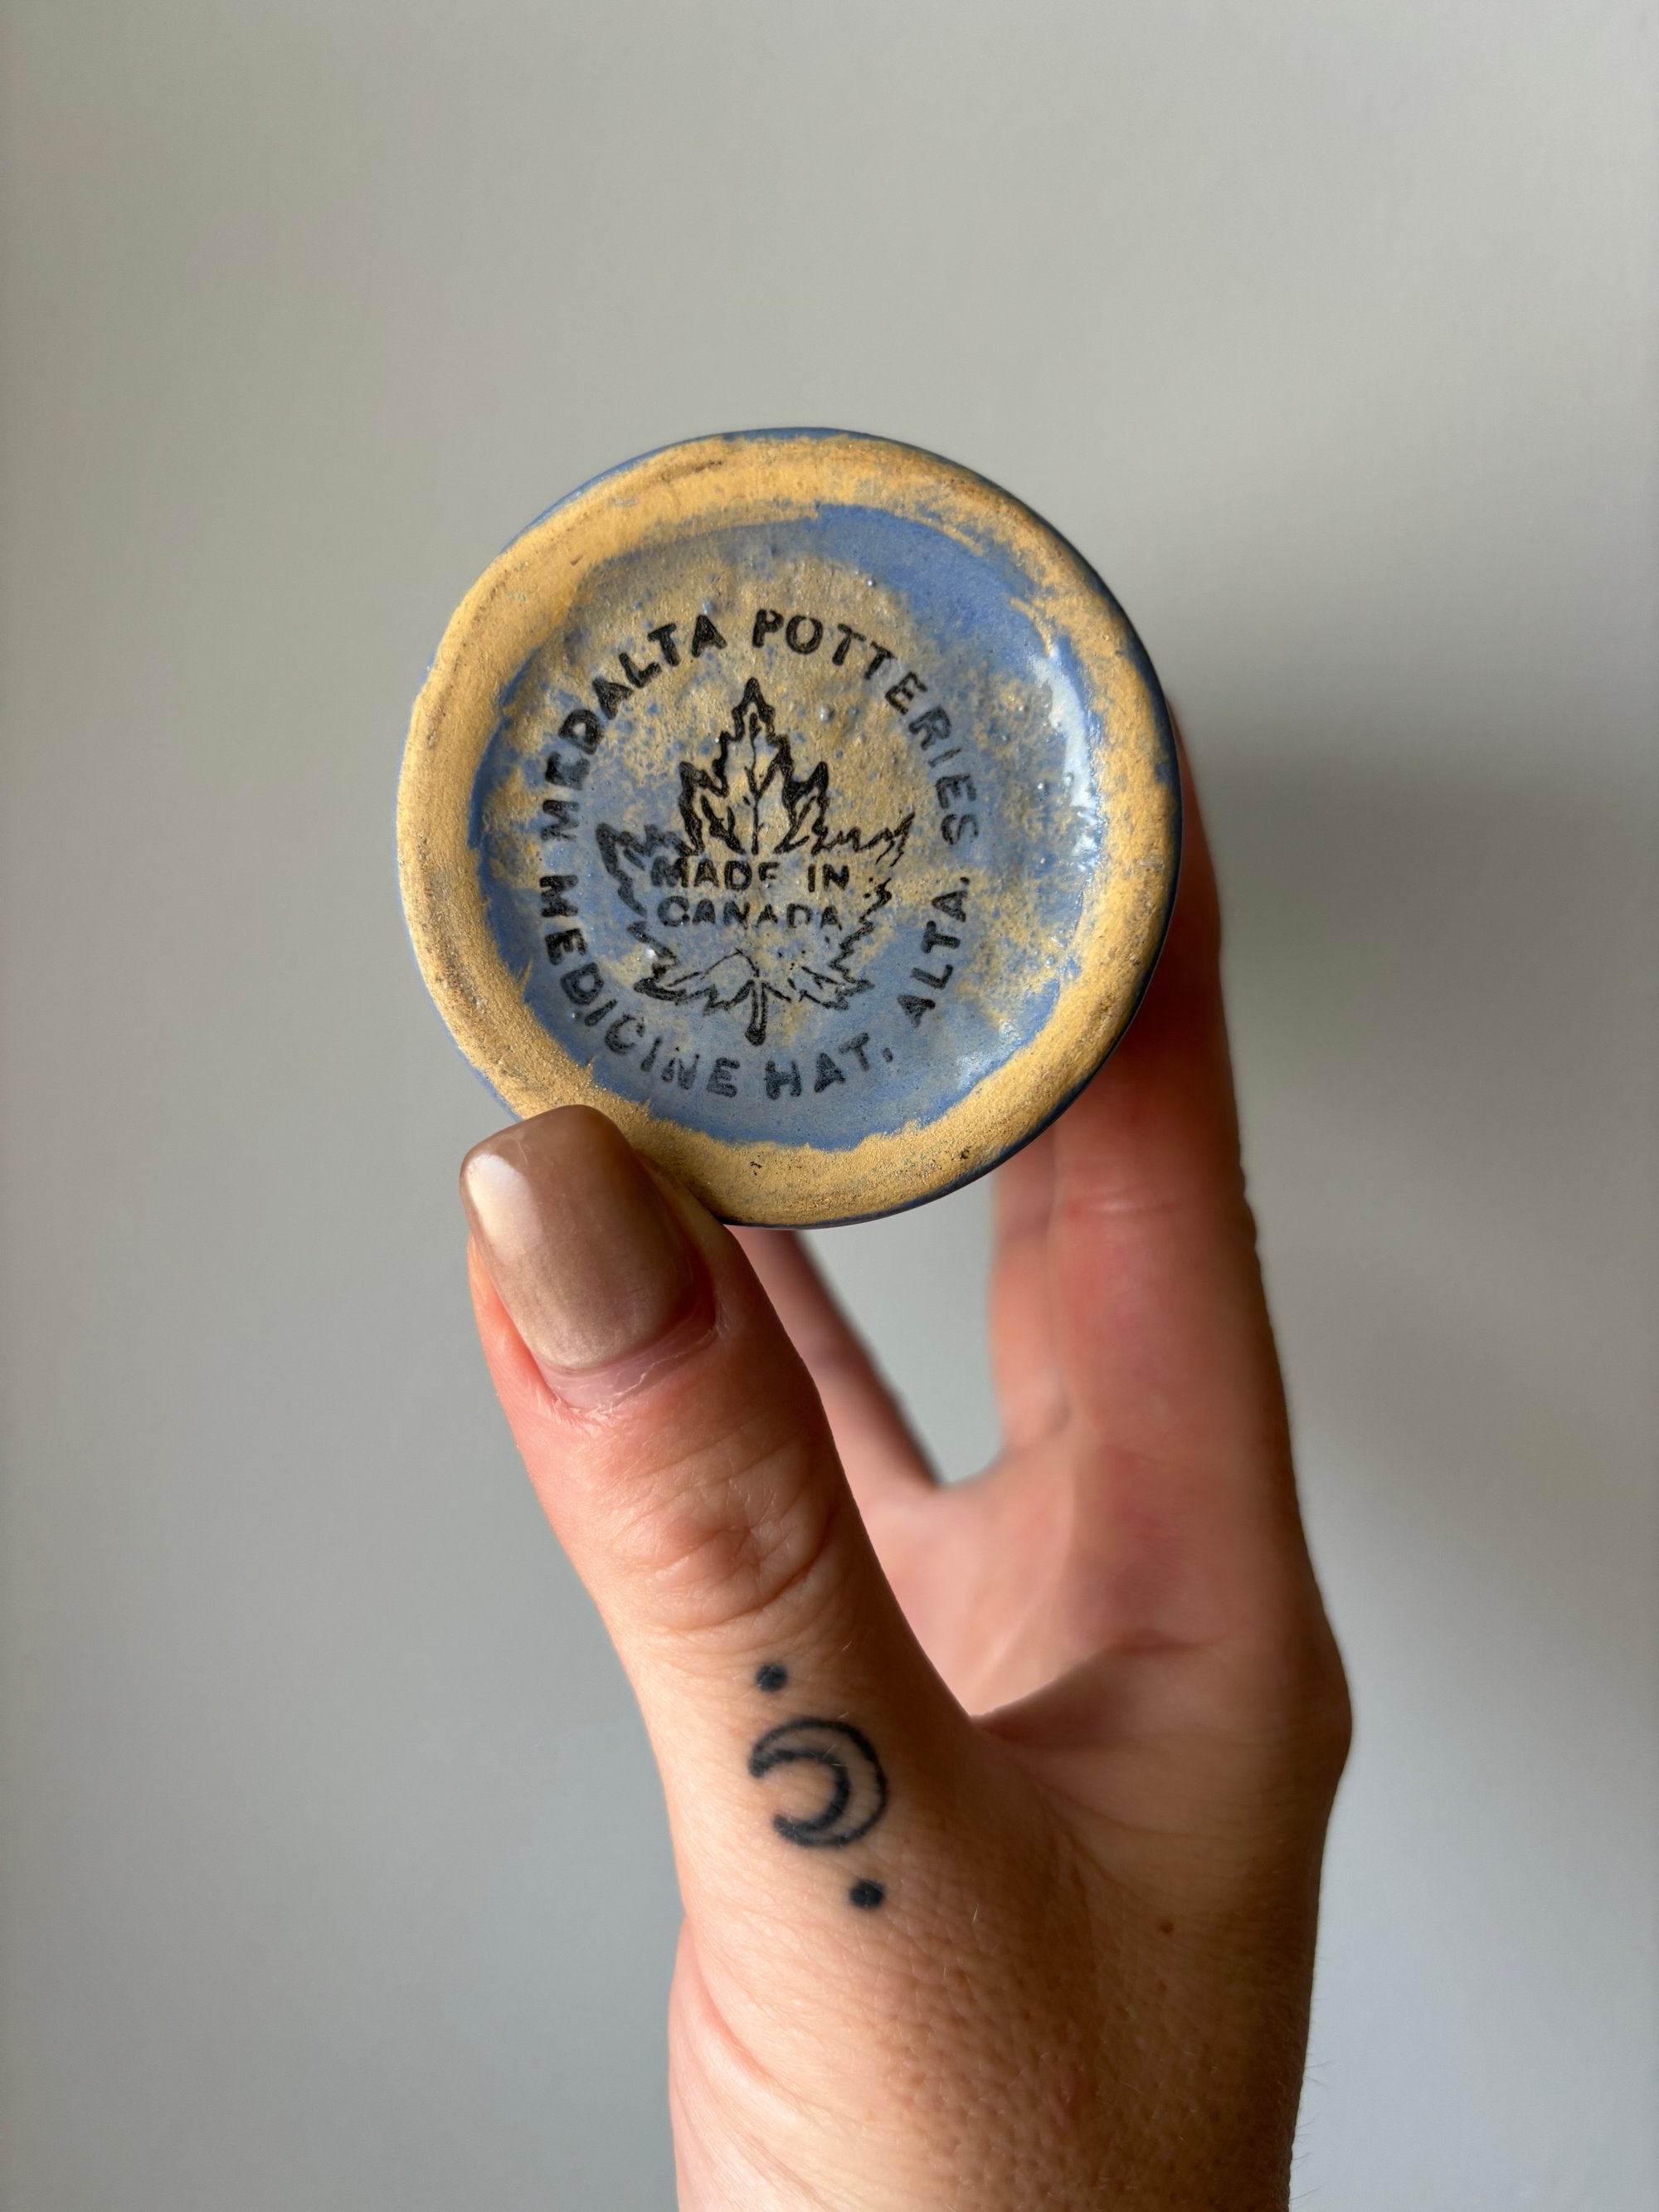 MEDALTA POTTERIES
MADE IN
CANADA
MEDICINE HAT, ALTA.